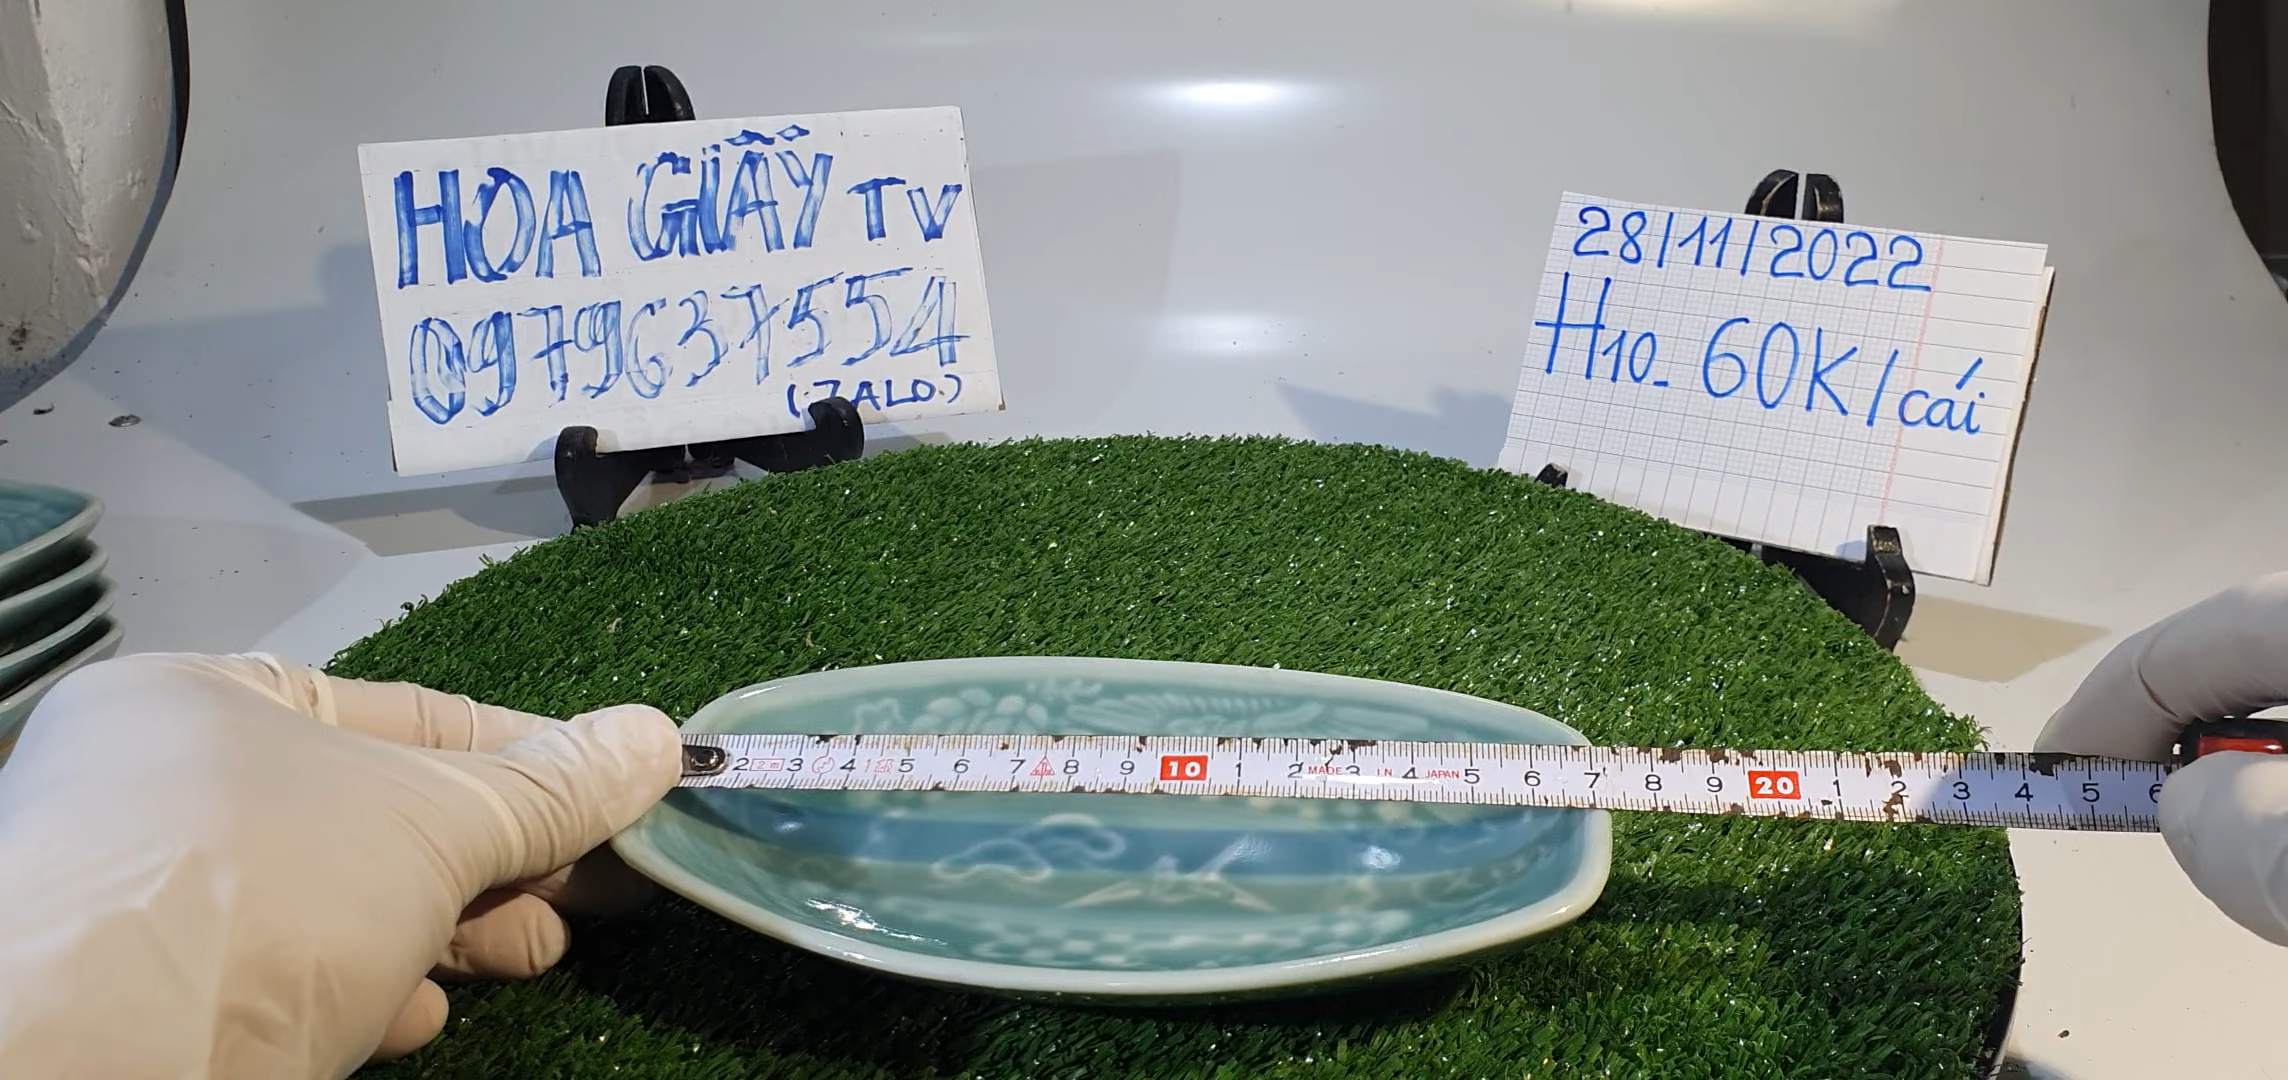 HOA GIẤY TV
0979637554
(ZALO.)
28/11/2022
H10_ 60K/cái
2 2m 3 4 5 6 7 8 9 10 1 2 3 4 5 6 7 8 9 20 1 2 3 4 5 6
MADE IN JAPAN